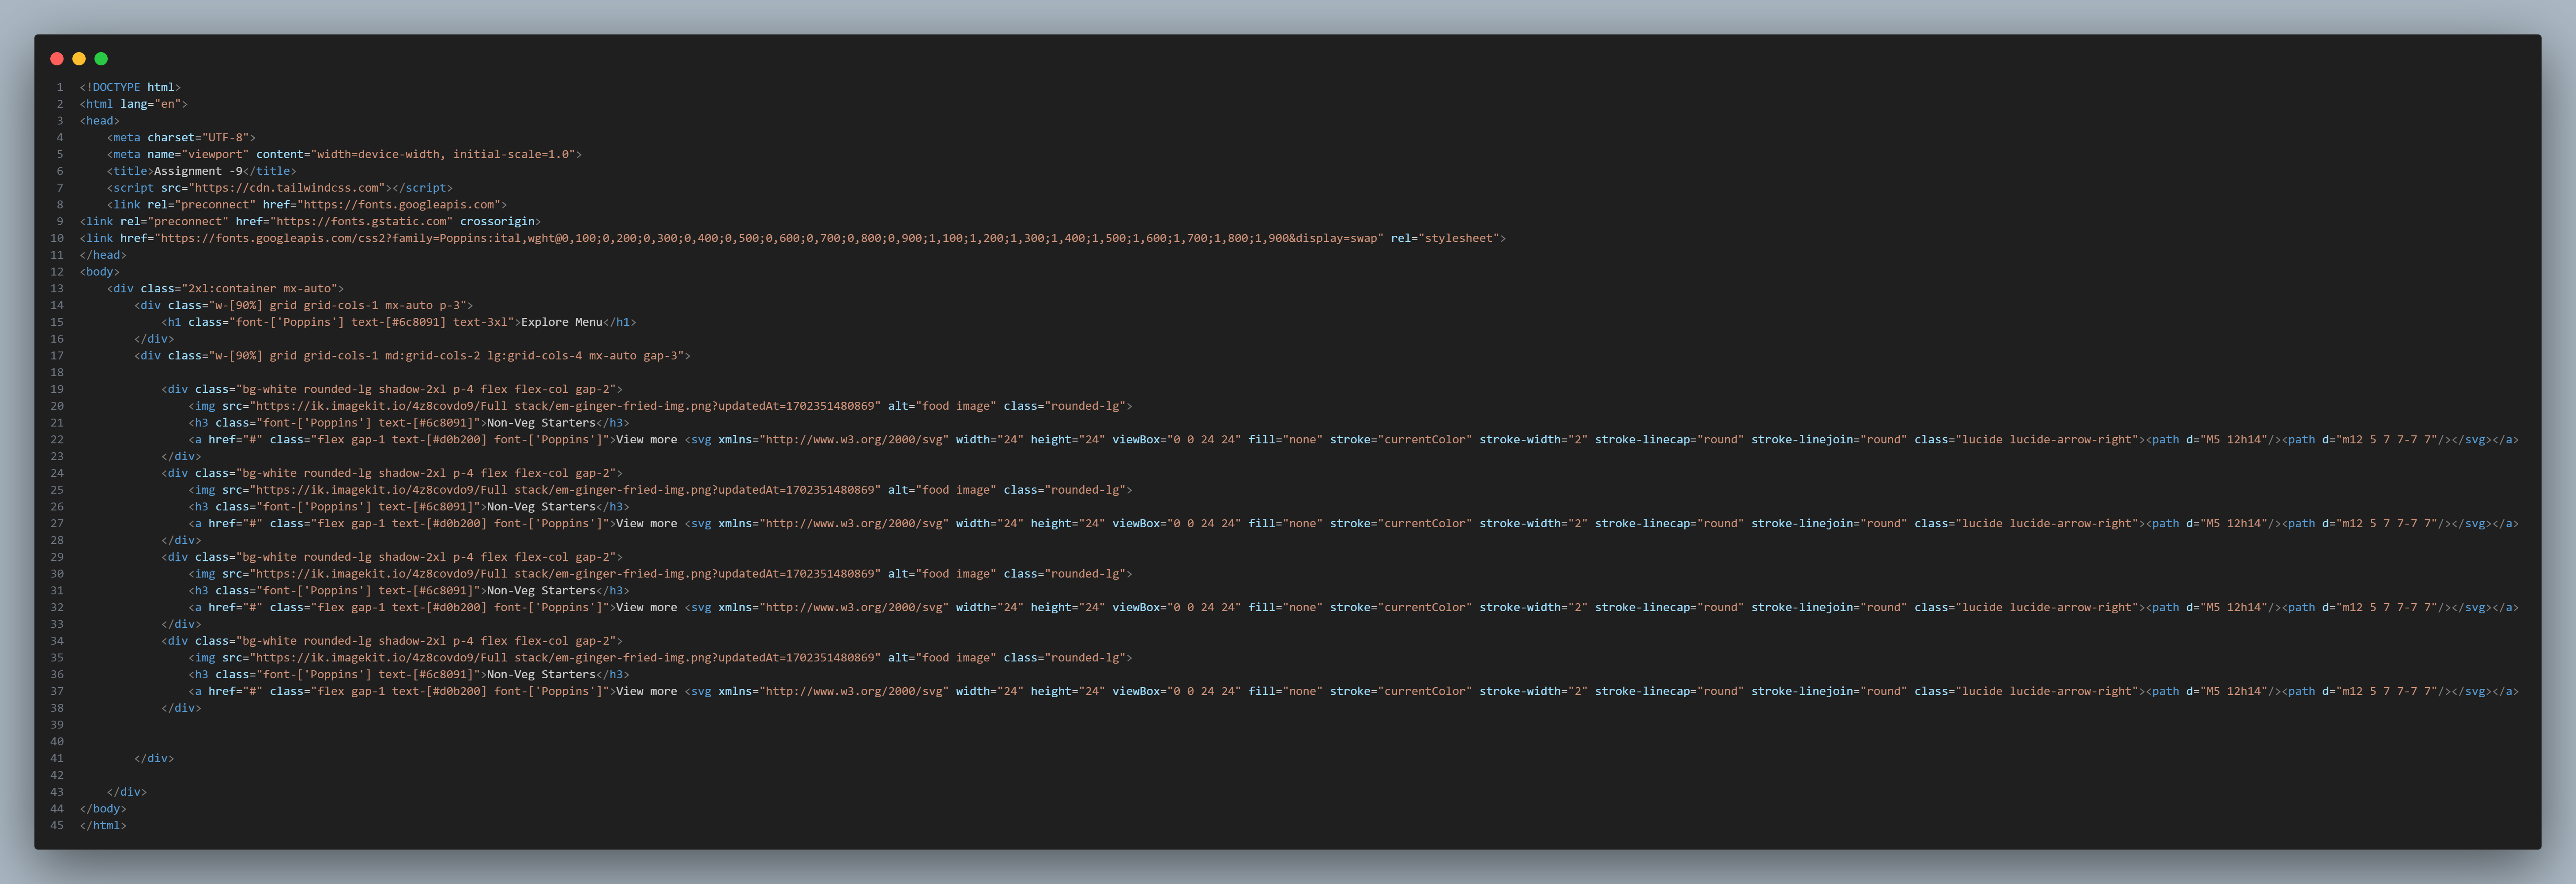 1 <!DOCTYPE html>
2 <html lang="en">
3 <head>
4     <meta charset="UTF-8">
5     <meta name="viewport" content="width=device-width, initial-scale=1.0">
6     <title>Assignment -9</title>
7     <script src="https://cdn.tailwindcss.com"></script>
8     <link rel="preconnect" href="https://fonts.googleapis.com">
9 <link rel="preconnect" href="https://fonts.gstatic.com" crossorigin>
10 <link href="https://fonts.googleapis.com/css2?family=Poppins:ital,wght@0,100;0,200;0,300;0,400;0,500;0,600;0,700;0,800;0,900;1,100;1,200;1,300;1,400;1,500;1,600;1,700;1,800;1,900&display=swap" rel="stylesheet">
11 </head>
12 <body>
13     <div class="2xl:container mx-auto">
14         <div class="w-[90%] grid grid-cols-1 mx-auto p-3">
15             <h1 class="font-['Poppins'] text-[#6c8091] text-3xl">Explore Menu</h1>
16         </div>
17         <div class="w-[90%] grid grid-cols-1 md:grid-cols-2 lg:grid-cols-4 mx-auto gap-3">
18
19             <div class="bg-white rounded-lg shadow-2xl p-4 flex flex-col gap-2">
20                 <img src="https://ik.imagekit.io/4z8covdo9/Full stack/em-ginger-fried-img.png?updatedAt=1702351480869" alt="food image" class="rounded-lg">
21                 <h3 class="font-['Poppins'] text-[#6c8091]">Non-Veg Starters</h3>
22                 <a href="#" class="flex gap-1 text-[#d0b200] font-['Poppins']">View more <svg xmlns="http://www.w3.org/2000/svg" width="24" height="24" viewBox="0 0 24 24" fill="none" stroke="currentColor" stroke-width="2" stroke-linecap="round" stroke-linejoin="round" class="lucide lucide-arrow-right"><path d="M5 12h14"/><path d="m12 5 7 7-7 7"/></svg></a>
23             </div>
24             <div class="bg-white rounded-lg shadow-2xl p-4 flex flex-col gap-2">
25                 <img src="https://ik.imagekit.io/4z8covdo9/Full stack/em-ginger-fried-img.png?updatedAt=1702351480869" alt="food image" class="rounded-lg">
26                 <h3 class="font-['Poppins'] text-[#6c8091]">Non-Veg Starters</h3>
27                 <a href="#" class="flex gap-1 text-[#d0b200] font-['Poppins']">View more <svg xmlns="http://www.w3.org/2000/svg" width="24" height="24" viewBox="0 0 24 24" fill="none" stroke="currentColor" stroke-width="2" stroke-linecap="round" stroke-linejoin="round" class="lucide lucide-arrow-right"><path d="M5 12h14"/><path d="m12 5 7 7-7 7"/></svg></a>
28             </div>
29             <div class="bg-white rounded-lg shadow-2xl p-4 flex flex-col gap-2">
30                 <img src="https://ik.imagekit.io/4z8covdo9/Full stack/em-ginger-fried-img.png?updatedAt=1702351480869" alt="food image" class="rounded-lg">
31                 <h3 class="font-['Poppins'] text-[#6c8091]">Non-Veg Starters</h3>
32                 <a href="#" class="flex gap-1 text-[#d0b200] font-['Poppins']">View more <svg xmlns="http://www.w3.org/2000/svg" width="24" height="24" viewBox="0 0 24 24" fill="none" stroke="currentColor" stroke-width="2" stroke-linecap="round" stroke-linejoin="round" class="lucide lucide-arrow-right"><path d="M5 12h14"/><path d="m12 5 7 7-7 7"/></svg></a>
33             </div>
34             <div class="bg-white rounded-lg shadow-2xl p-4 flex flex-col gap-2">
35                 <img src="https://ik.imagekit.io/4z8covdo9/Full stack/em-ginger-fried-img.png?updatedAt=1702351480869" alt="food image" class="rounded-lg">
36                 <h3 class="font-['Poppins'] text-[#6c8091]">Non-Veg Starters</h3>
37                 <a href="#" class="flex gap-1 text-[#d0b200] font-['Poppins']">View more <svg xmlns="http://www.w3.org/2000/svg" width="24" height="24" viewBox="0 0 24 24" fill="none" stroke="currentColor" stroke-width="2" stroke-linecap="round" stroke-linejoin="round" class="lucide lucide-arrow-right"><path d="M5 12h14"/><path d="m12 5 7 7-7 7"/></svg></a>
38             </div>
39
40
41         </div>
42
43     </div>
44 </body>
45 </html>